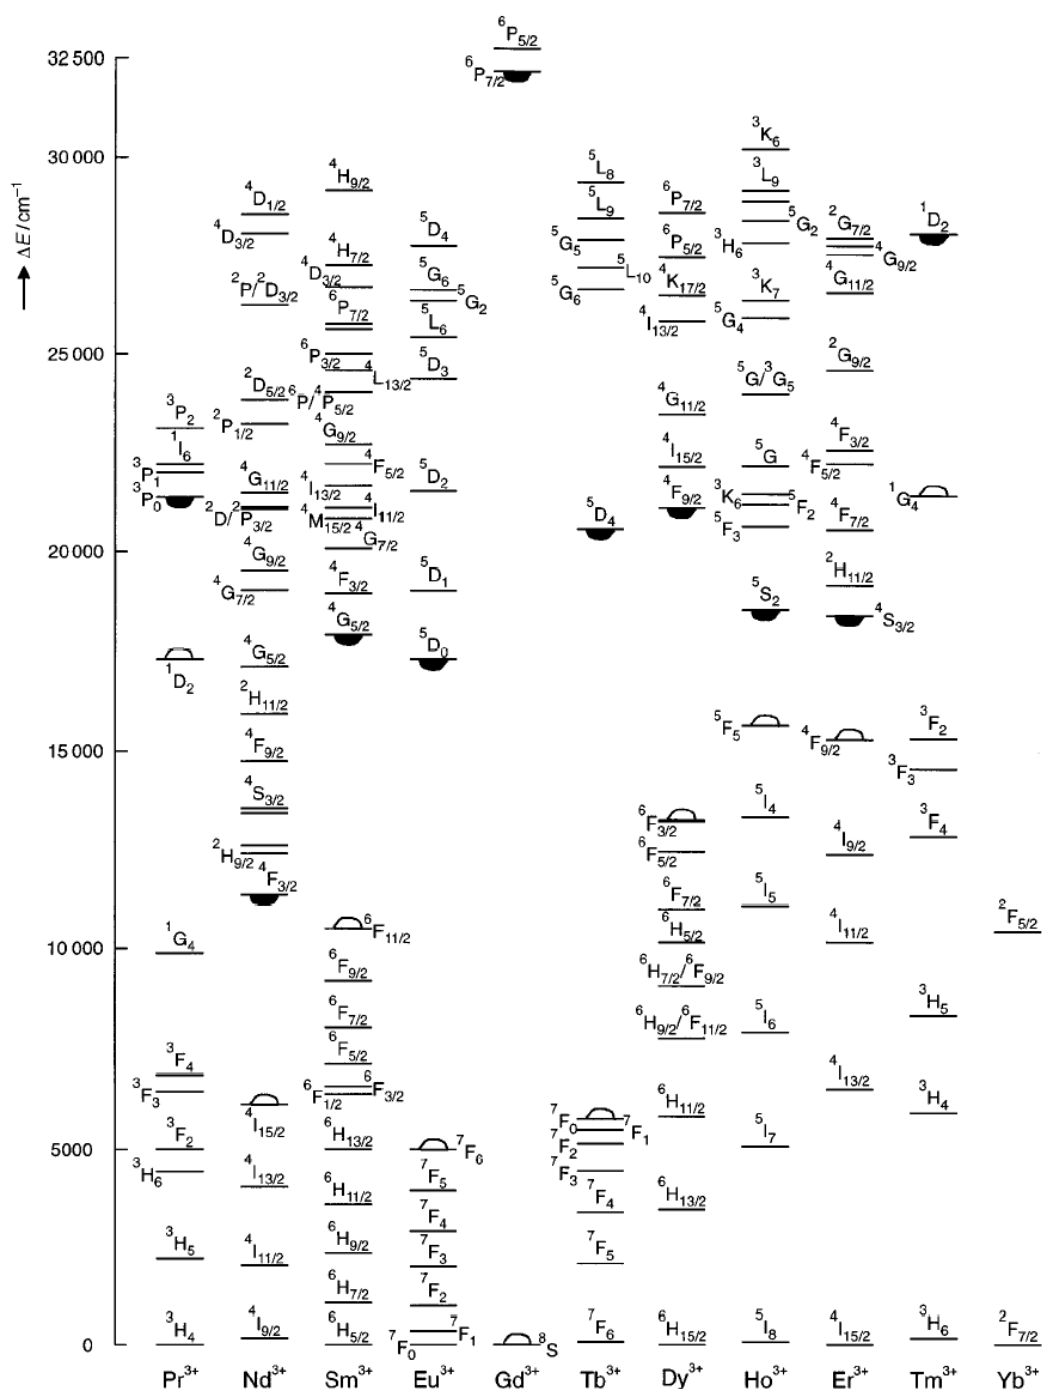 → ΔE/cm⁻¹
32 500
30 000
25 000
20 000
15 000
10 000
5000
0
³P₂
¹I₆
³P₁
³P₀
¹D₂
¹G₄
³F₄
³F₃
³F₂
³H₆
³H₅
³H₄
Pr³⁺
⁴D₁/₂
⁴D₃/₂
²P/²D₃/₂
²D₅/₂
²P₁/₂
⁴G₁₁/₂
²D/²P₃/₂
⁴G₉/₂
⁴G₇/₂
⁴G₅/₂
²H₁₁/₂
⁴F₉/₂
⁴S₃/₂
²H₉/₂
⁴F₃/₂
⁴I₁₅/₂
⁴I₁₃/₂
⁴I₁₁/₂
⁴I₉/₂
Nd³⁺
⁴H₉/₂
⁴H₇/₂
⁴D₃/₂
⁶P₇/₂
⁶P₃/₂
⁴L₁₃/₂
⁶P/⁴P₅/₂
⁴G₉/₂
⁴F₅/₂
⁴I₁₃/₂
⁴I₁₁/₂
⁴M₁₅/₂
⁴G₇/₂
⁴F₃/₂
⁴G₅/₂
⁶F₁₁/₂
⁶F₉/₂
⁶F₇/₂
⁶F₅/₂
⁶F₃/₂
⁶F₁/₂
⁶H₁₃/₂
⁶H₁₁/₂
⁶H₉/₂
⁶H₇/₂
⁶H₅/₂
Sm³⁺
⁵D₄
⁵G₆
⁵G₂
⁵L₆
⁵D₃
⁵D₂
⁵D₁
⁵D₀
⁷F₆
⁷F₅
⁷F₄
⁷F₃
⁷F₂
⁷F₁
⁷F₀
Eu³⁺
⁶P₅/₂
⁶P₇/₂
⁸S
Gd³⁺
⁵L₈
⁵L₉
⁵G₅
⁵L₁₀
⁵G₆
⁵D₄
⁷F₀
⁷F₁
⁷F₂
⁷F₃
⁷F₄
⁷F₅
⁷F₆
Tb³⁺
⁶P₇/₂
⁶P₅/₂
⁴K₁₇/₂
⁴I₁₃/₂
⁴G₁₁/₂
⁴I₁₅/₂
⁴F₉/₂
⁶F₃/₂
⁶F₅/₂
⁶F₇/₂
⁶H₅/₂
⁶H₇/₂/⁶F₉/₂
⁶H₉/₂/⁶F₁₁/₂
⁶H₁₁/₂
⁶H₁₃/₂
⁶H₁₅/₂
Dy³⁺
³K₆
³L₉
⁵G₂
³H₆
³K₇
⁵G₄
⁵G/³G₅
⁵G
³K₆
⁵F₂
⁵F₃
⁵S₂
⁵F₅
⁵I₄
⁵I₅
⁵I₆
⁵I₇
⁵I₈
Ho³⁺
²G₇/₂
⁴G₉/₂
⁴G₁₁/₂
²G₉/₂
⁴F₃/₂
⁴F₅/₂
⁴F₇/₂
²H₁₁/₂
⁴S₃/₂
⁴F₉/₂
⁴I₉/₂
⁴I₁₁/₂
⁴I₁₃/₂
⁴I₁₅/₂
Er³⁺
¹D₂
¹G₄
³F₂
³F₃
³F₄
³H₅
³H₄
³H₆
Tm³⁺
²F₅/₂
²F₇/₂
Yb³⁺